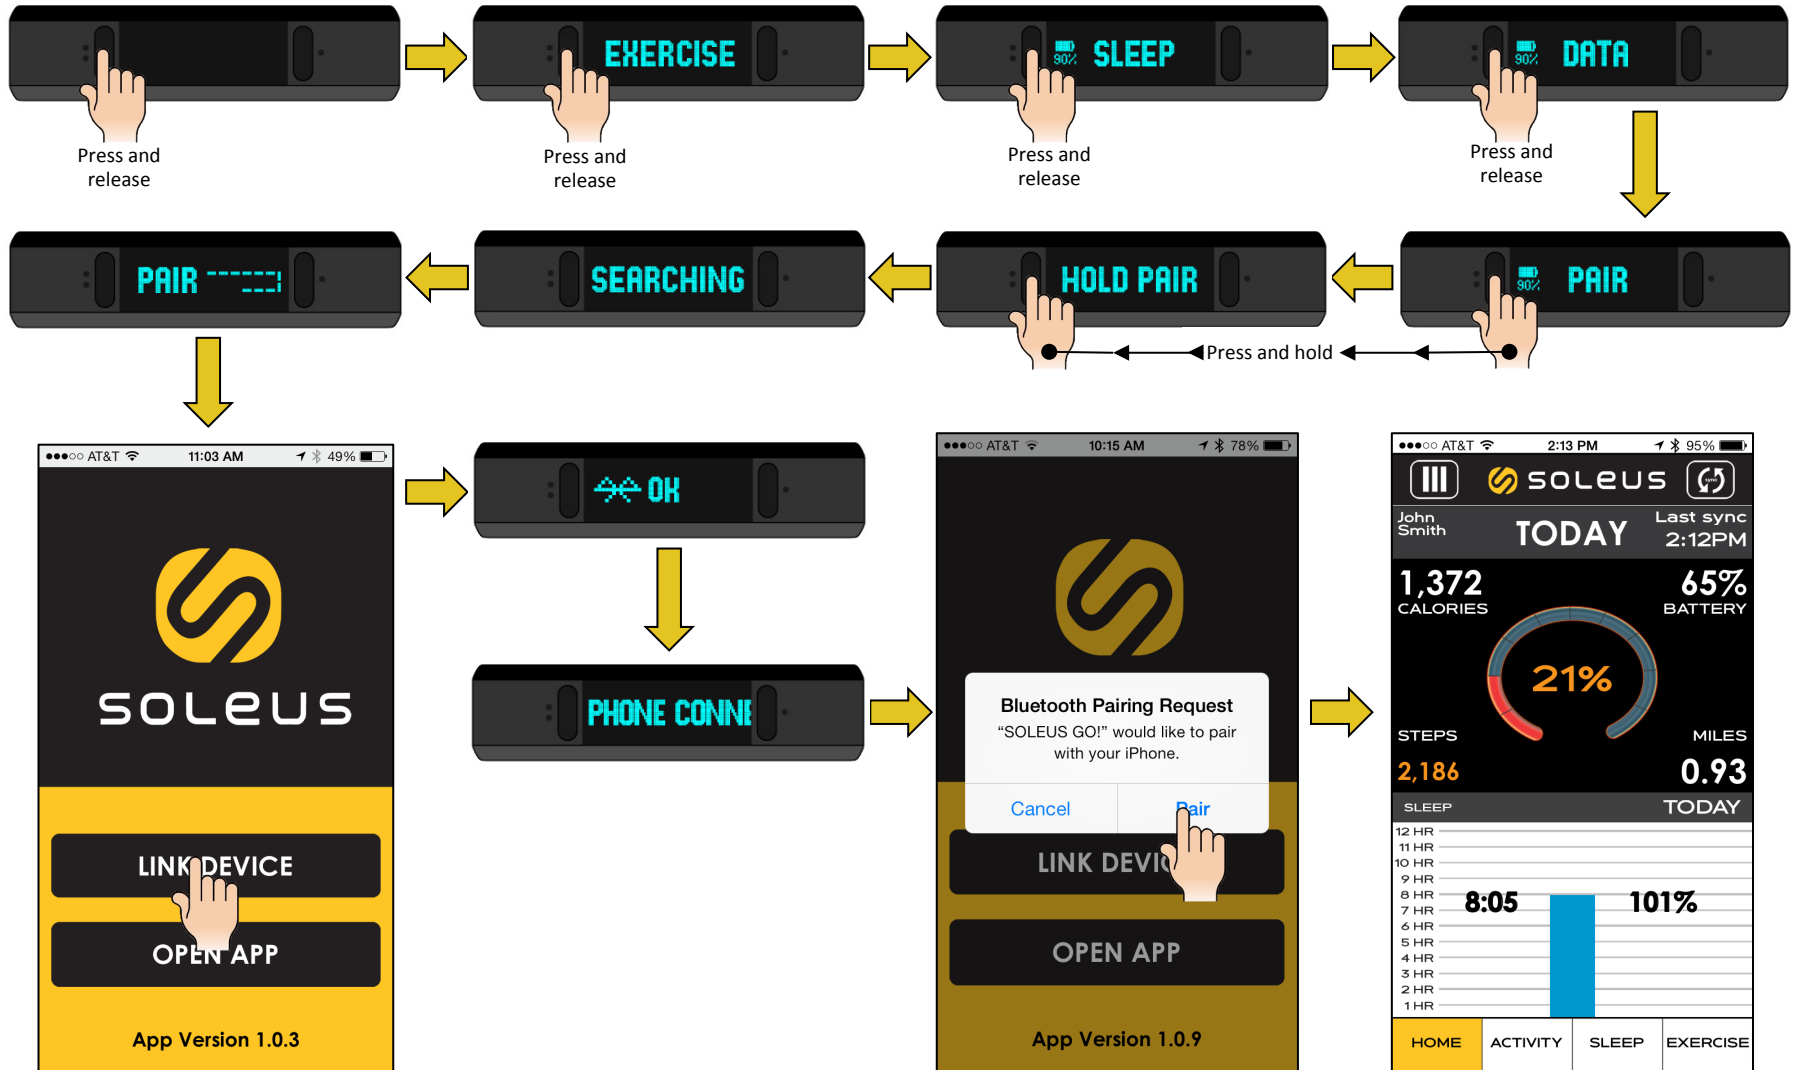 EXERCISE
90% SLEEP
90% DATA
Press and
release
Press and
release
Press and
release
Press and
release
PAIR
SEARCHING
HOLD PAIR
90% PAIR
Press and hold
AT&T 11:03 AM 49%
SOLEUS
LINK DEVICE
OPEN APP
App Version 1.0.3
OK
PHONE CONNE
AT&T 10:15 AM 78%
Bluetooth Pairing Request
“SOLEUS GO!” would like to pair
with your iPhone.
Cancel Pair
LINK DEVIC
OPEN APP
App Version 1.0.9
AT&T 2:13 PM 95%
SOLEUS sync
John
Smith
TODAY
Last sync
2:12PM
1,372
CALORIES
65%
BATTERY
21%
STEPS
2,186
MILES
0.93
SLEEP TODAY
12 HR
11 HR
10 HR
9 HR
8 HR
7 HR
6 HR
5 HR
4 HR
3 HR
2 HR
1 HR
8:05 101%
HOME ACTIVITY SLEEP EXERCISE